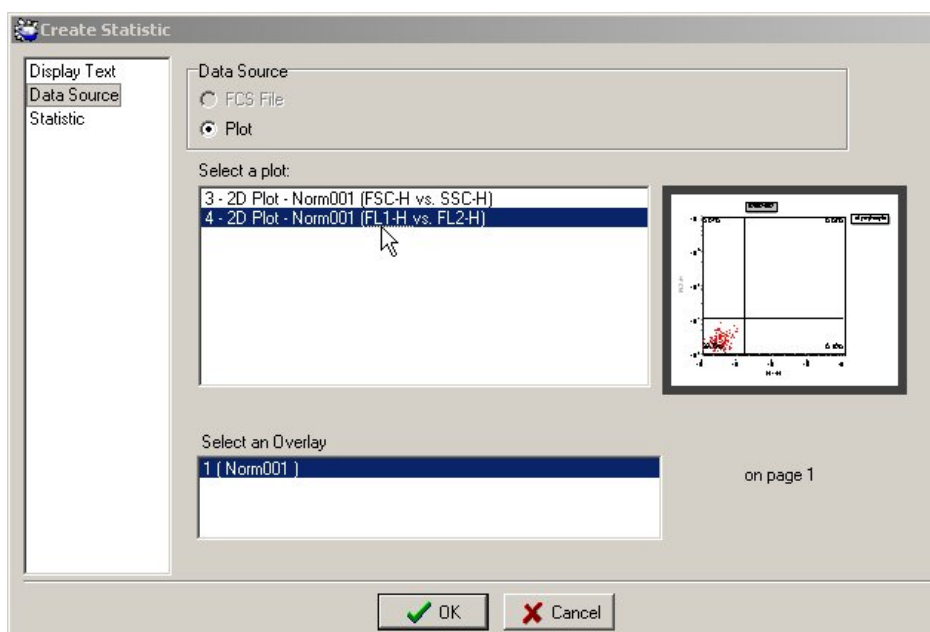 Create Statistic
Display Text
Data Source
Statistic
Data Source
FCS File
Plot
Select a plot:
3 - 2D Plot - Norm001 (FSC-H vs. SSC-H)
4 - 2D Plot - Norm001 (FL1-H vs. FL2-H)
Select an Overlay
1 ( Norm001 )
on page 1
OK
Cancel